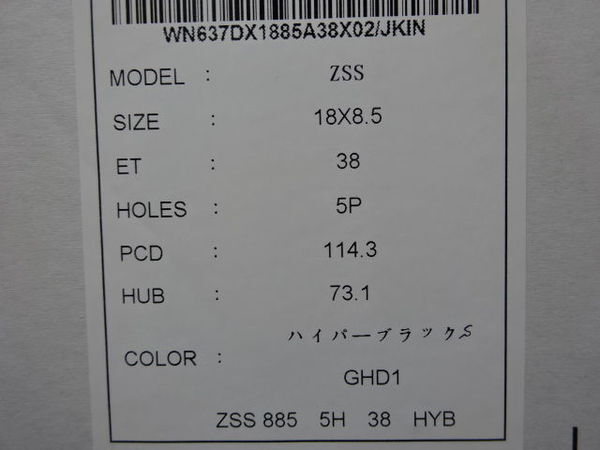 WN637DX1885A38X02/JKIN
MODEL : ZSS
SIZE : 18X8.5
ET : 38
HOLES : 5P
PCD : 114.3
HUB : 73.1
ハイパーブラックS
COLOR :
GHD1
ZSS 885 5H 38 HYB